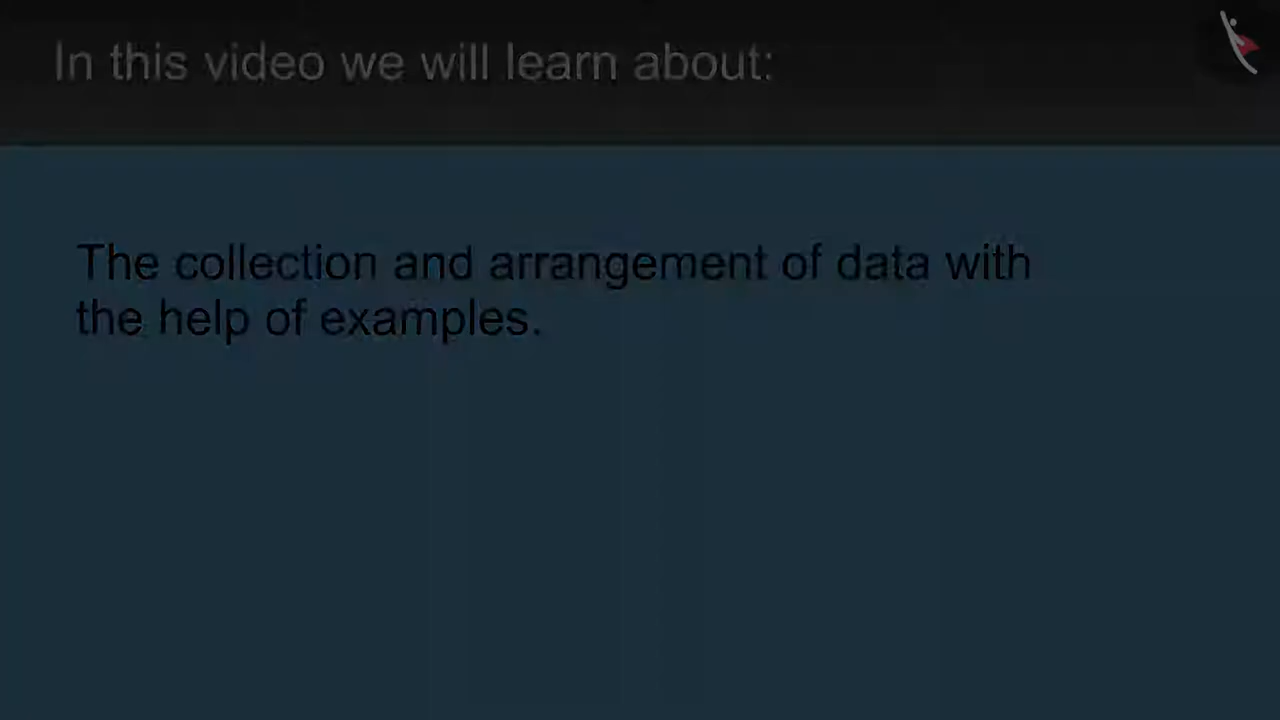 In this video we will learn about:
The collection and arrangement of data with
the help of examples.